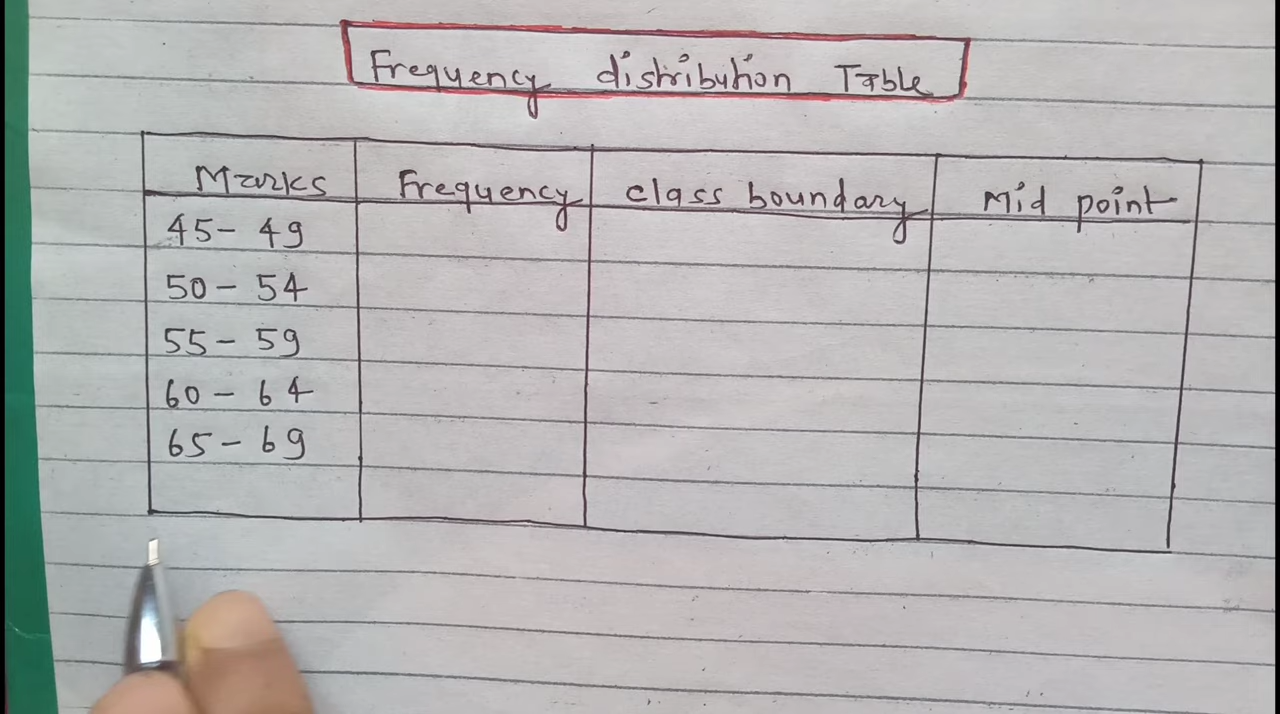 Frequency distribution Table
Marks Frequency class boundary Mid point
45 - 49
50 - 54
55 - 59
60 - 64
65 - 69